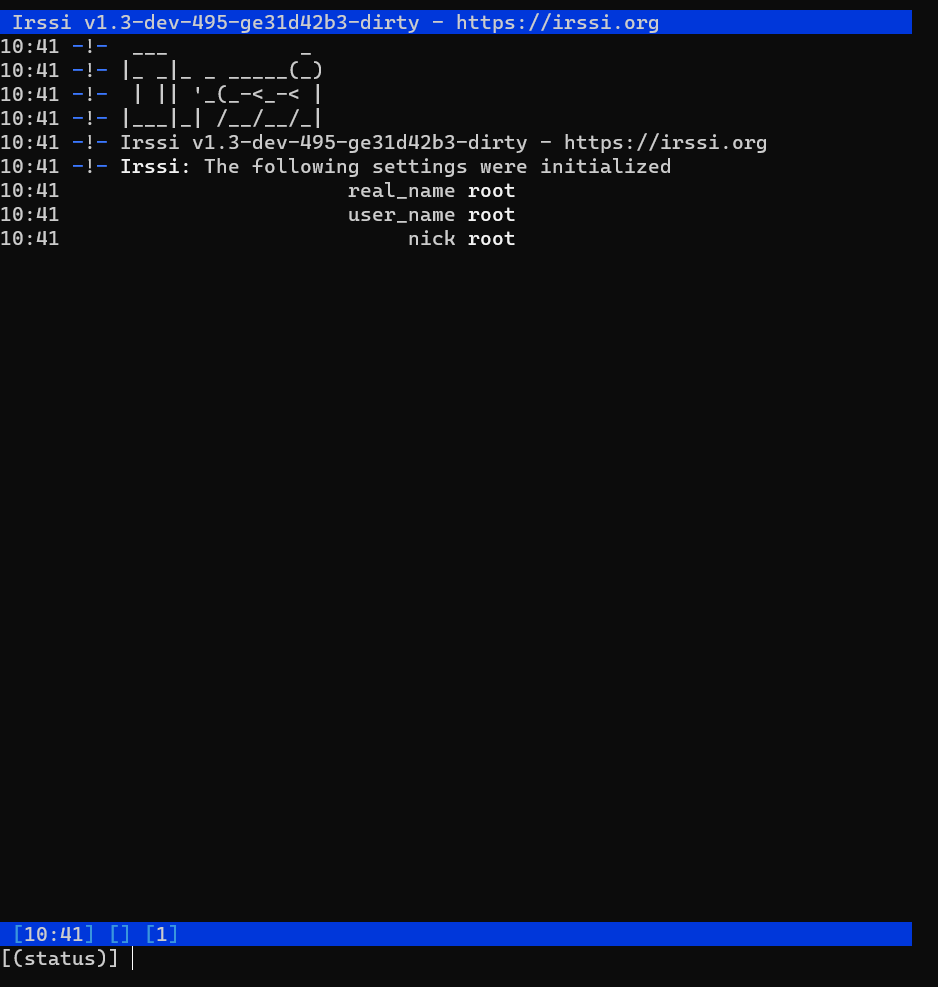 Irssi v1.3-dev-495-ge31d42b3-dirty - https://irssi.org
10:41 -!-  ___           _
10:41 -!- |_ _|_ _ _____(_)
10:41 -!-  | || '_(_-<_-< |
10:41 -!- |___|_| /__/__/_|
10:41 -!- Irssi v1.3-dev-495-ge31d42b3-dirty - https://irssi.org
10:41 -!- Irssi: The following settings were initialized
10:41                        real_name root
10:41                        user_name root
10:41                             nick root
[10:41] [] [1]
[(status)]